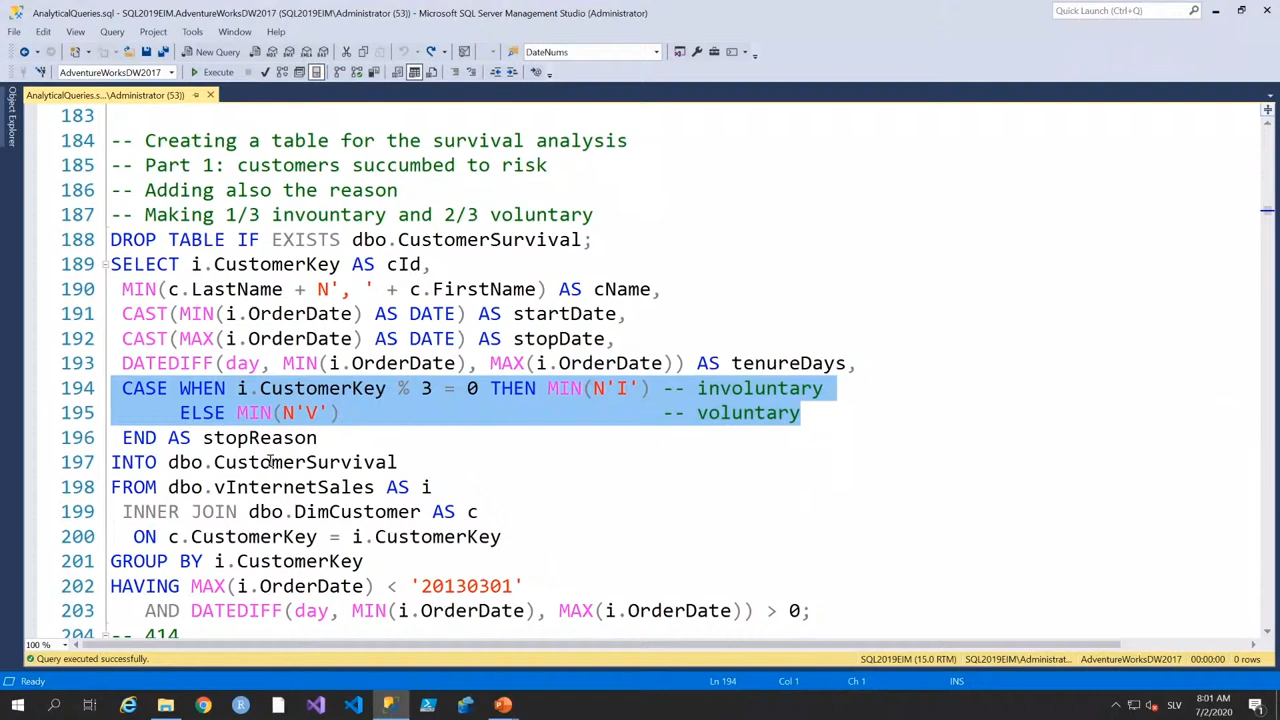 AnalyticalQueries.sql - SQL2019EIM.AdventureWorksDW2017 (SQL2019EIM\Administrator (53)) - Microsoft SQL Server Management Studio (Administrator)
Quick Launch (Ctrl+Q)
File Edit View Query Project Tools Window Help
New Query
DateNums
AdventureWorksDW2017
Execute
Object Explorer
AnalyticalQueries.s...\Administrator (53))
183
184 -- Creating a table for the survival analysis
185 -- Part 1: customers succumbed to risk
186 -- Adding also the reason
187 -- Making 1/3 invountary and 2/3 voluntary
188 DROP TABLE IF EXISTS dbo.CustomerSurvival;
189 SELECT i.CustomerKey AS cId,
190 MIN(c.LastName + N', ' + c.FirstName) AS cName,
191 CAST(MIN(i.OrderDate) AS DATE) AS startDate,
192 CAST(MAX(i.OrderDate) AS DATE) AS stopDate,
193 DATEDIFF(day, MIN(i.OrderDate), MAX(i.OrderDate)) AS tenureDays,
194 CASE WHEN i.CustomerKey % 3 = 0 THEN MIN(N'I') -- involuntary
195 ELSE MIN(N'V') -- voluntary
196 END AS stopReason
197 INTO dbo.CustomerSurvival
198 FROM dbo.vInternetSales AS i
199 INNER JOIN dbo.DimCustomer AS c
200 ON c.CustomerKey = i.CustomerKey
201 GROUP BY i.CustomerKey
202 HAVING MAX(i.OrderDate) < '20130301'
203 AND DATEDIFF(day, MIN(i.OrderDate), MAX(i.OrderDate)) > 0;
204 -- 414
100 %
Query executed successfully.
SQL2019EIM (15.0 RTM) SQL2019EIM\Administrat... AdventureWorksDW2017 00:00:00 0 rows
Ready
Ln 194 Col 1 Ch 1 INS
SLV
8:01 AM
7/2/2020